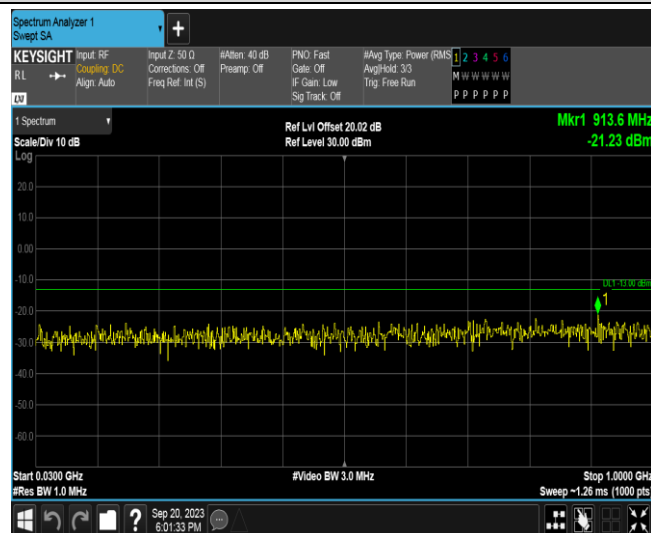 Spectrum Analyzer 1
Swept SA
+
KEYSIGHT Input: RF Input Z: 50 Ω #Atten: 40 dB PNO: Fast #Avg Type: Power (RMS 1 2 3 4 5 6
RL Coupling: DC Corrections: Off Preamp: Off Gate: Off Avg|Hold: 3/3 M W W W W W
Align: Auto Freq Ref: Int (S) IF Gain: Low Trig: Free Run
Sig Track: Off P P P P P P
1 Spectrum Ref Lvl Offset 20.02 dB Mkr1 913.6 MHz
Scale/Div 10 dB Ref Level 30.00 dBm -21.23 dBm
Log
20.0
10.0
0.00
-10.0
DL1 -13.00 dBm
1
-20.0
-30.0
-40.0
-50.0
-60.0
Start 0.0300 GHz #Video BW 3.0 MHz Stop 1.0000 GHz
#Res BW 1.0 MHz Sweep ~1.26 ms (1000 pts)
? Sep 20, 2023
6:01:33 PM